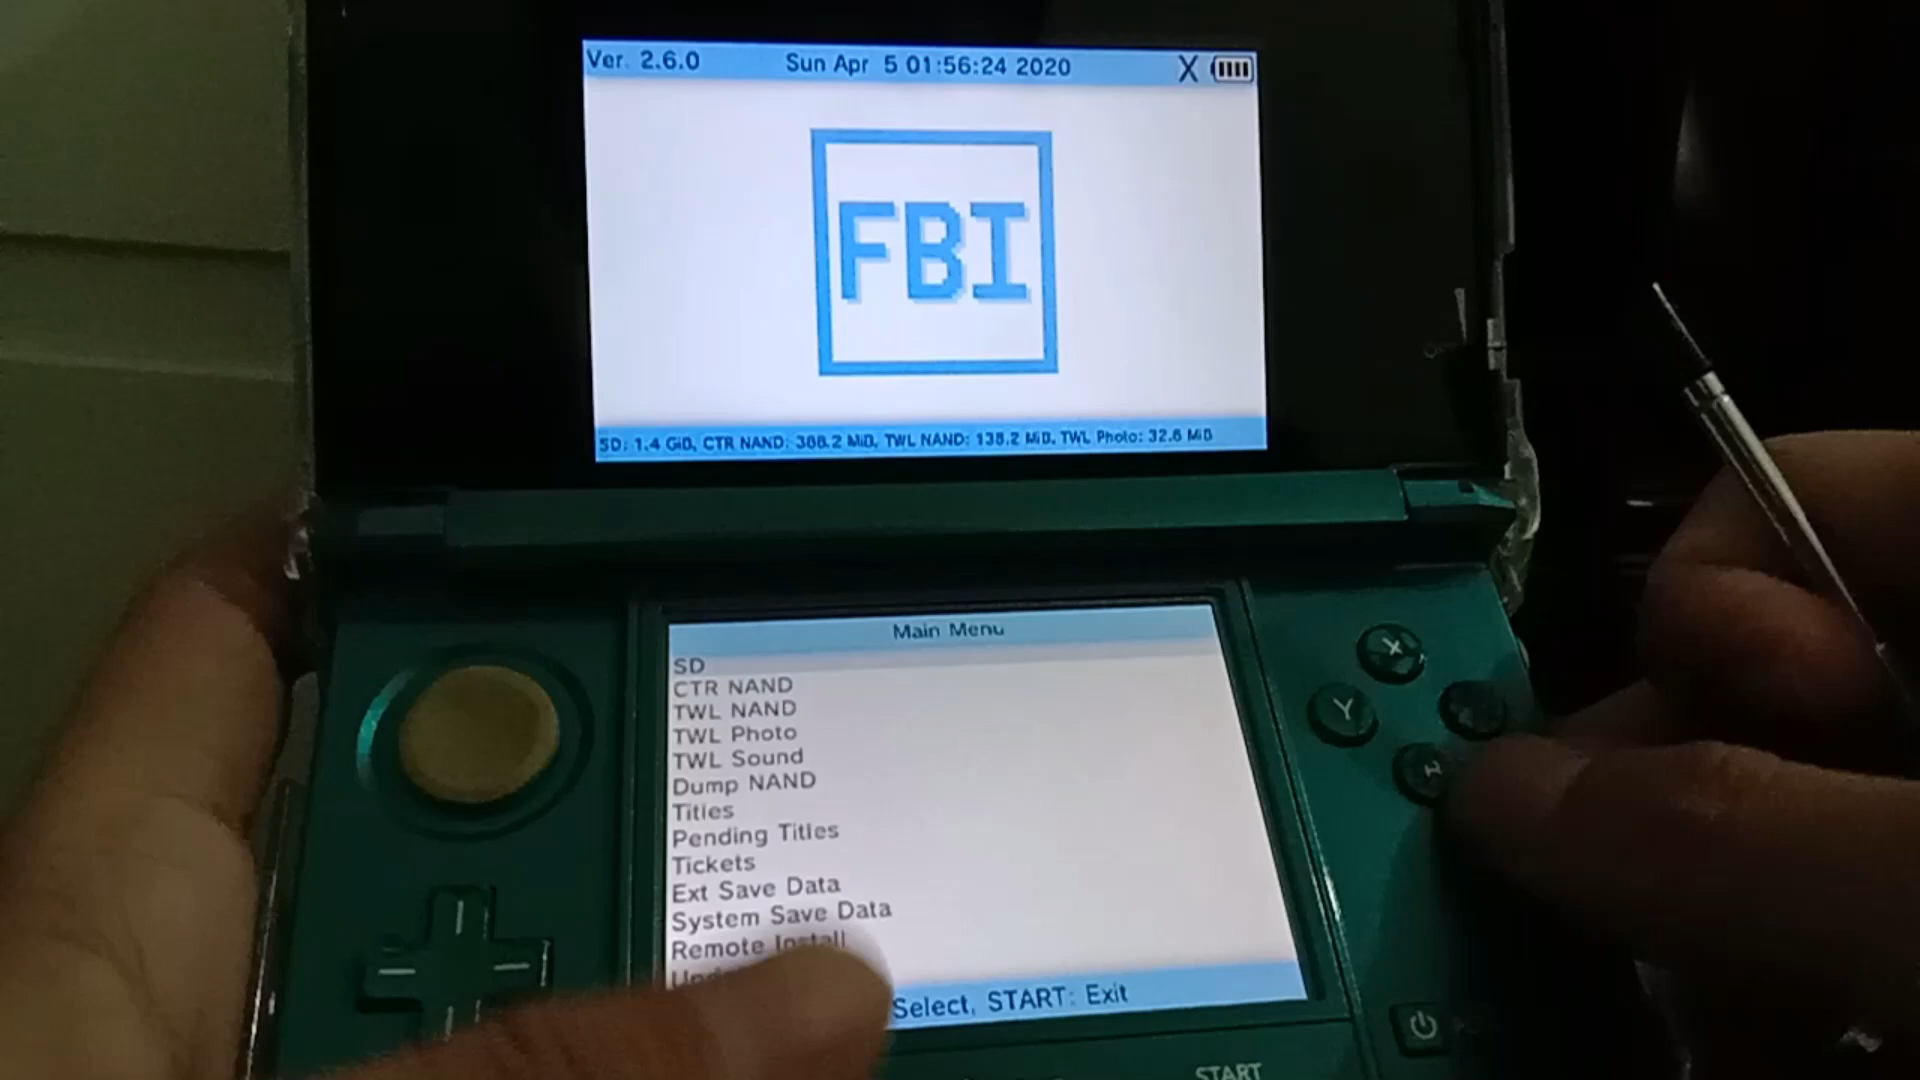 Ver. 2.6.0
Sun Apr 5 01:56:24 2020
X
FBI
SD: 1.4 GiB, CTR NAND: 388.2 MiB, TWL NAND: 138.2 MiB, TWL Photo: 32.6 MiB
Main Menu
SD
CTR NAND
TWL NAND
TWL Photo
TWL Sound
Dump NAND
Titles
Pending Titles
Tickets
Ext Save Data
System Save Data
Remote Install
Select, START: Exit
X
Y
START